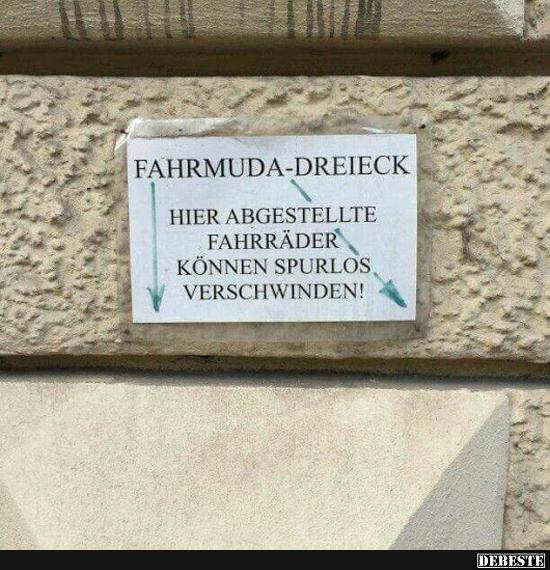 FAHRMUDA-DREIECK
HIER ABGESTELLTE
FAHRRÄDER
KÖNNEN SPURLOS
VERSCHWINDEN!
DEBESTE